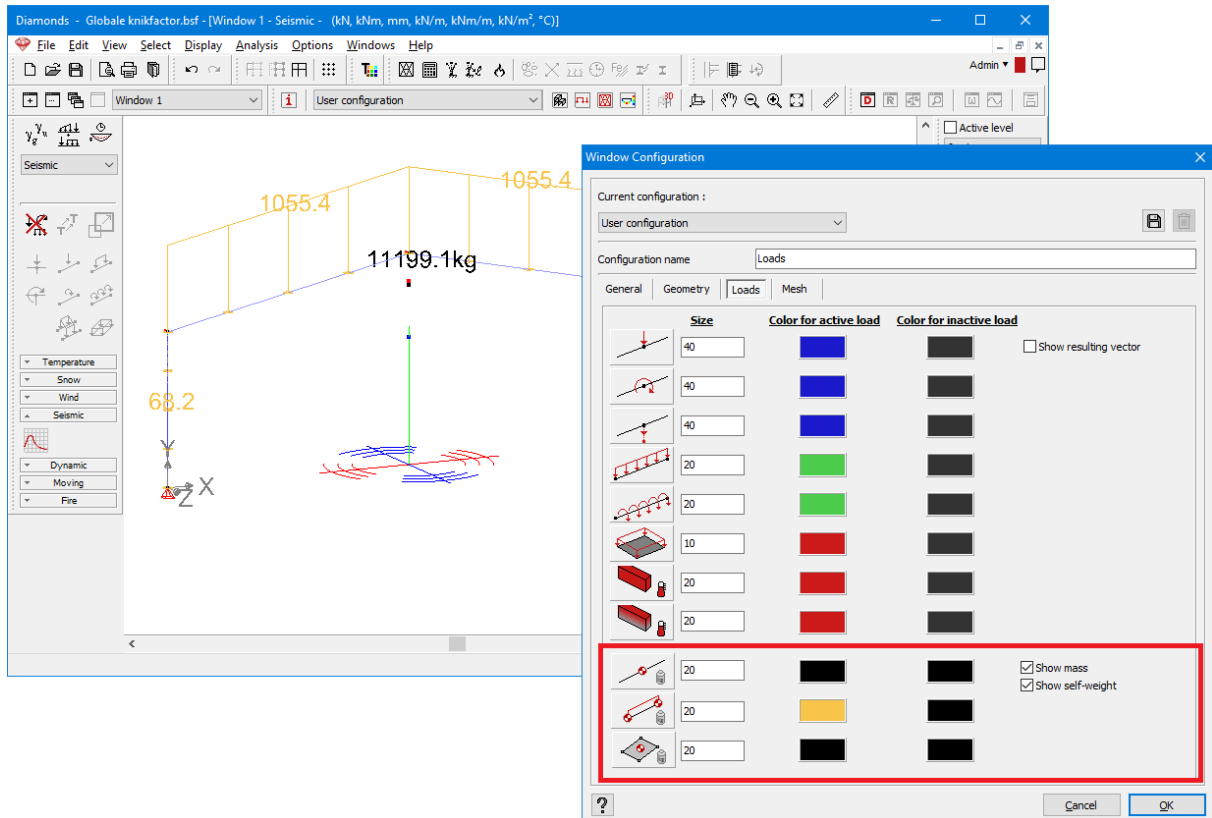 Diamonds - Globale knikfactor.bsf - [Window 1 - Seismic - (kN, kNm, mm, kN/m, kNm/m, kN/m², °C)]
File Edit View Select Display Analysis Options Windows Help
Admin
Window 1
User configuration
Active level
Seismic
Temperature
Snow
Wind
Seismic
Dynamic
Moving
Fire
1055.4
1055.4
11199.1kg
68.2
Y
X
Z
Window Configuration
Current configuration :
User configuration
Configuration name
Loads
General Geometry Loads Mesh
Size Color for active load Color for inactive load
40 Show resulting vector
40
40
20
20
10
20
20
20 Show mass
Show self-weight
20
20
? Cancel OK